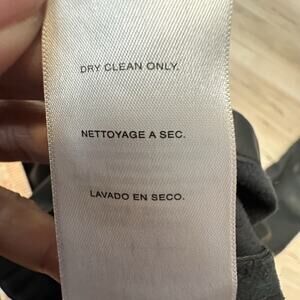 DRY CLEAN ONLY.
NETTOYAGE A SEC.
LAVADO EN SECO.